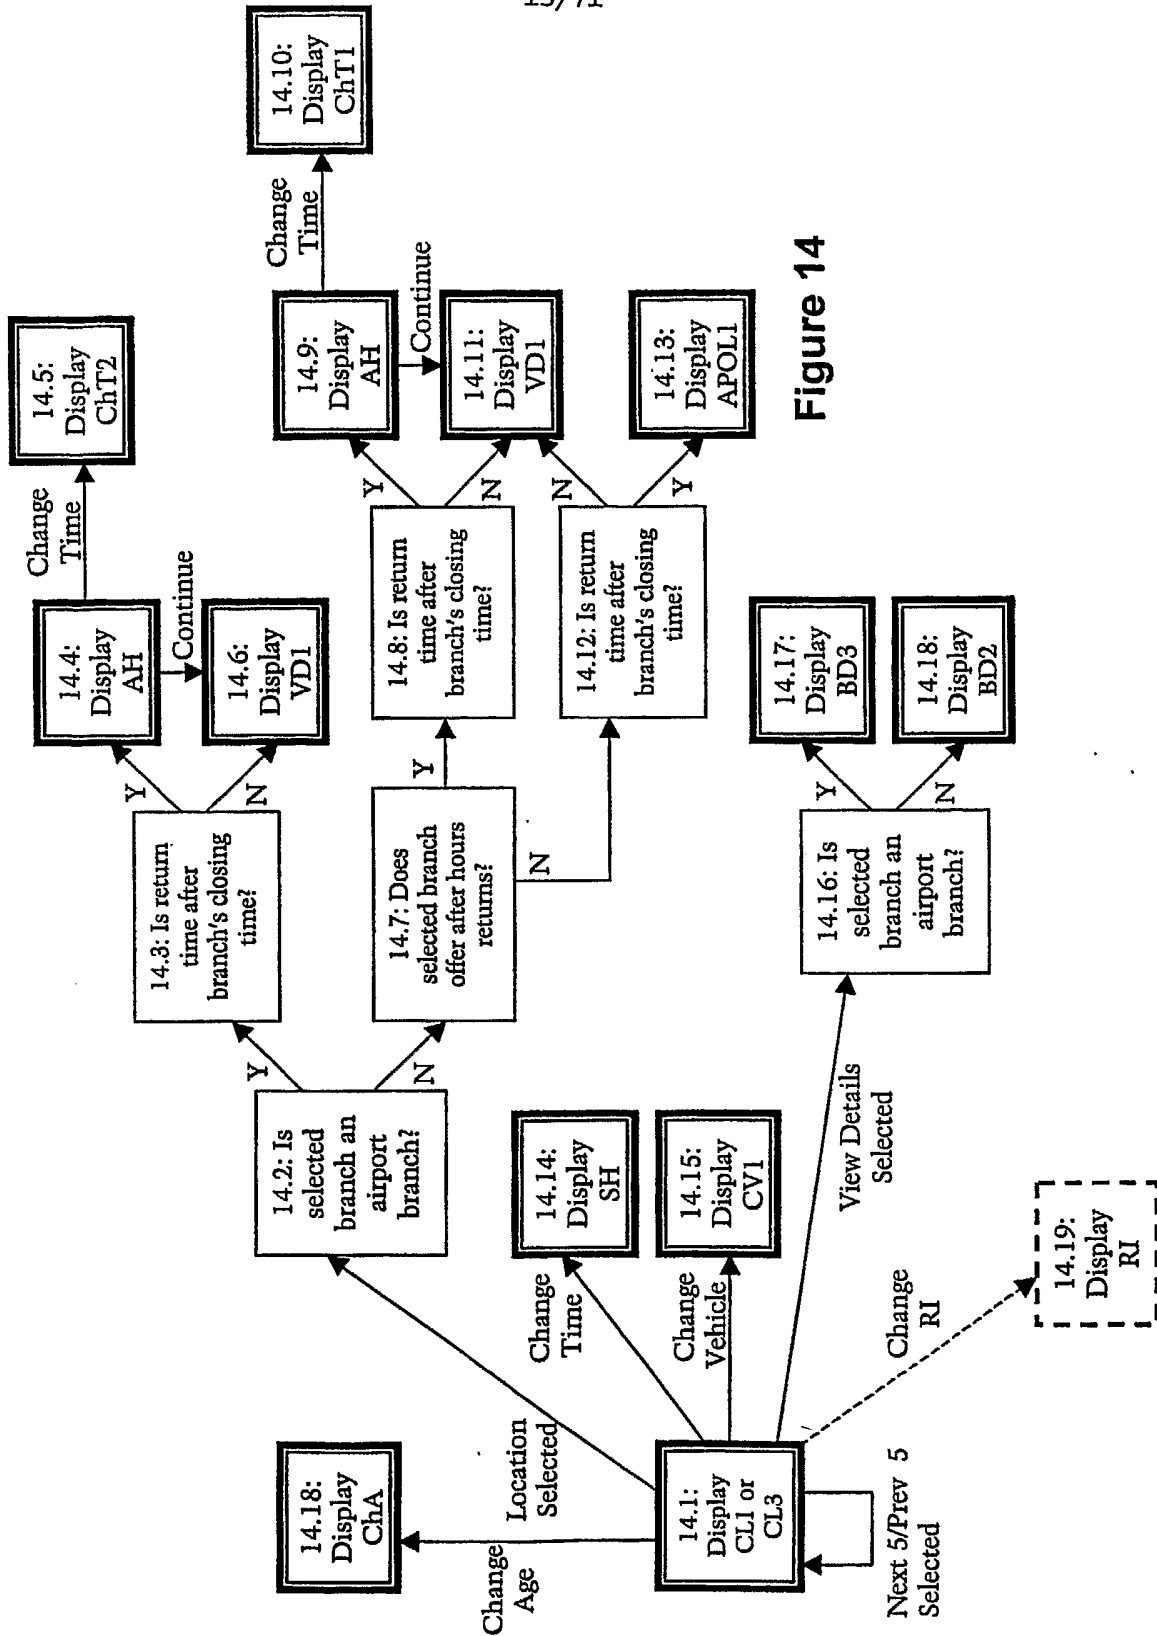 13/71
14.1:
Display
CL1 or
CL3
Next 5/Prev 5
Selected
Change
Age
14.18:
Display
ChA
Location
Selected
Change
Time
14.14:
Display
SH
Change
Vehicle
14.15:
Display
CV1
View Details
Selected
Change
RI
14.19:
Display
RI
14.2: Is
selected
branch an
airport
branch?
Y
N
14.3: Is return
time after
branch's closing
time?
Y
N
14.4:
Display
AH
Change
Time
14.5:
Display
ChT2
Continue
14.6:
Display
VD1
14.7: Does
selected branch
offer after hours
returns?
Y
N
14.8: Is return
time after
branch's closing
time?
Y
N
14.9:
Display
AH
Change
Time
14.10:
Display
ChT1
Continue
14.11:
Display
VD1
14.12: Is return
time after
branch's closing
time?
N
Y
14.13:
Display
APOL1
14.16: Is
selected
branch an
airport
branch?
Y
N
14.17:
Display
BD3
14.18:
Display
BD2
Figure 14